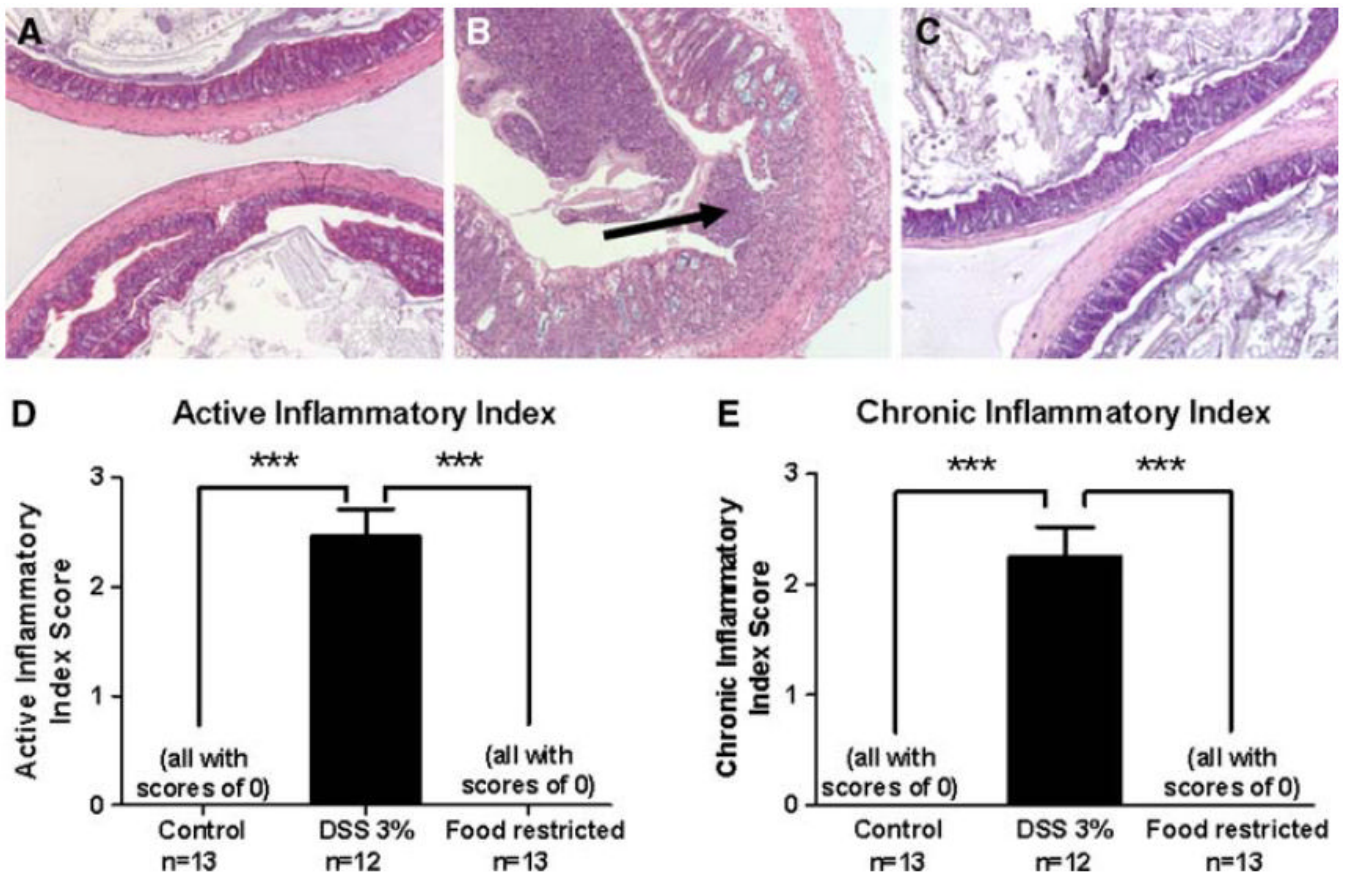 A
B
C
D
Active Inflammatory Index
Active Inflammatory
Index Score
3
2
1
0
***
***
(all with
scores of 0)
(all with
scores of 0)
Control
n=13
DSS 3%
n=12
Food restricted
n=13
E
Chronic Inflammatory Index
Chronic Inflammatory
Index Score
3
2
1
0
***
***
(all with
scores of 0)
(all with
scores of 0)
Control
n=13
DSS 3%
n=12
Food restricted
n=13